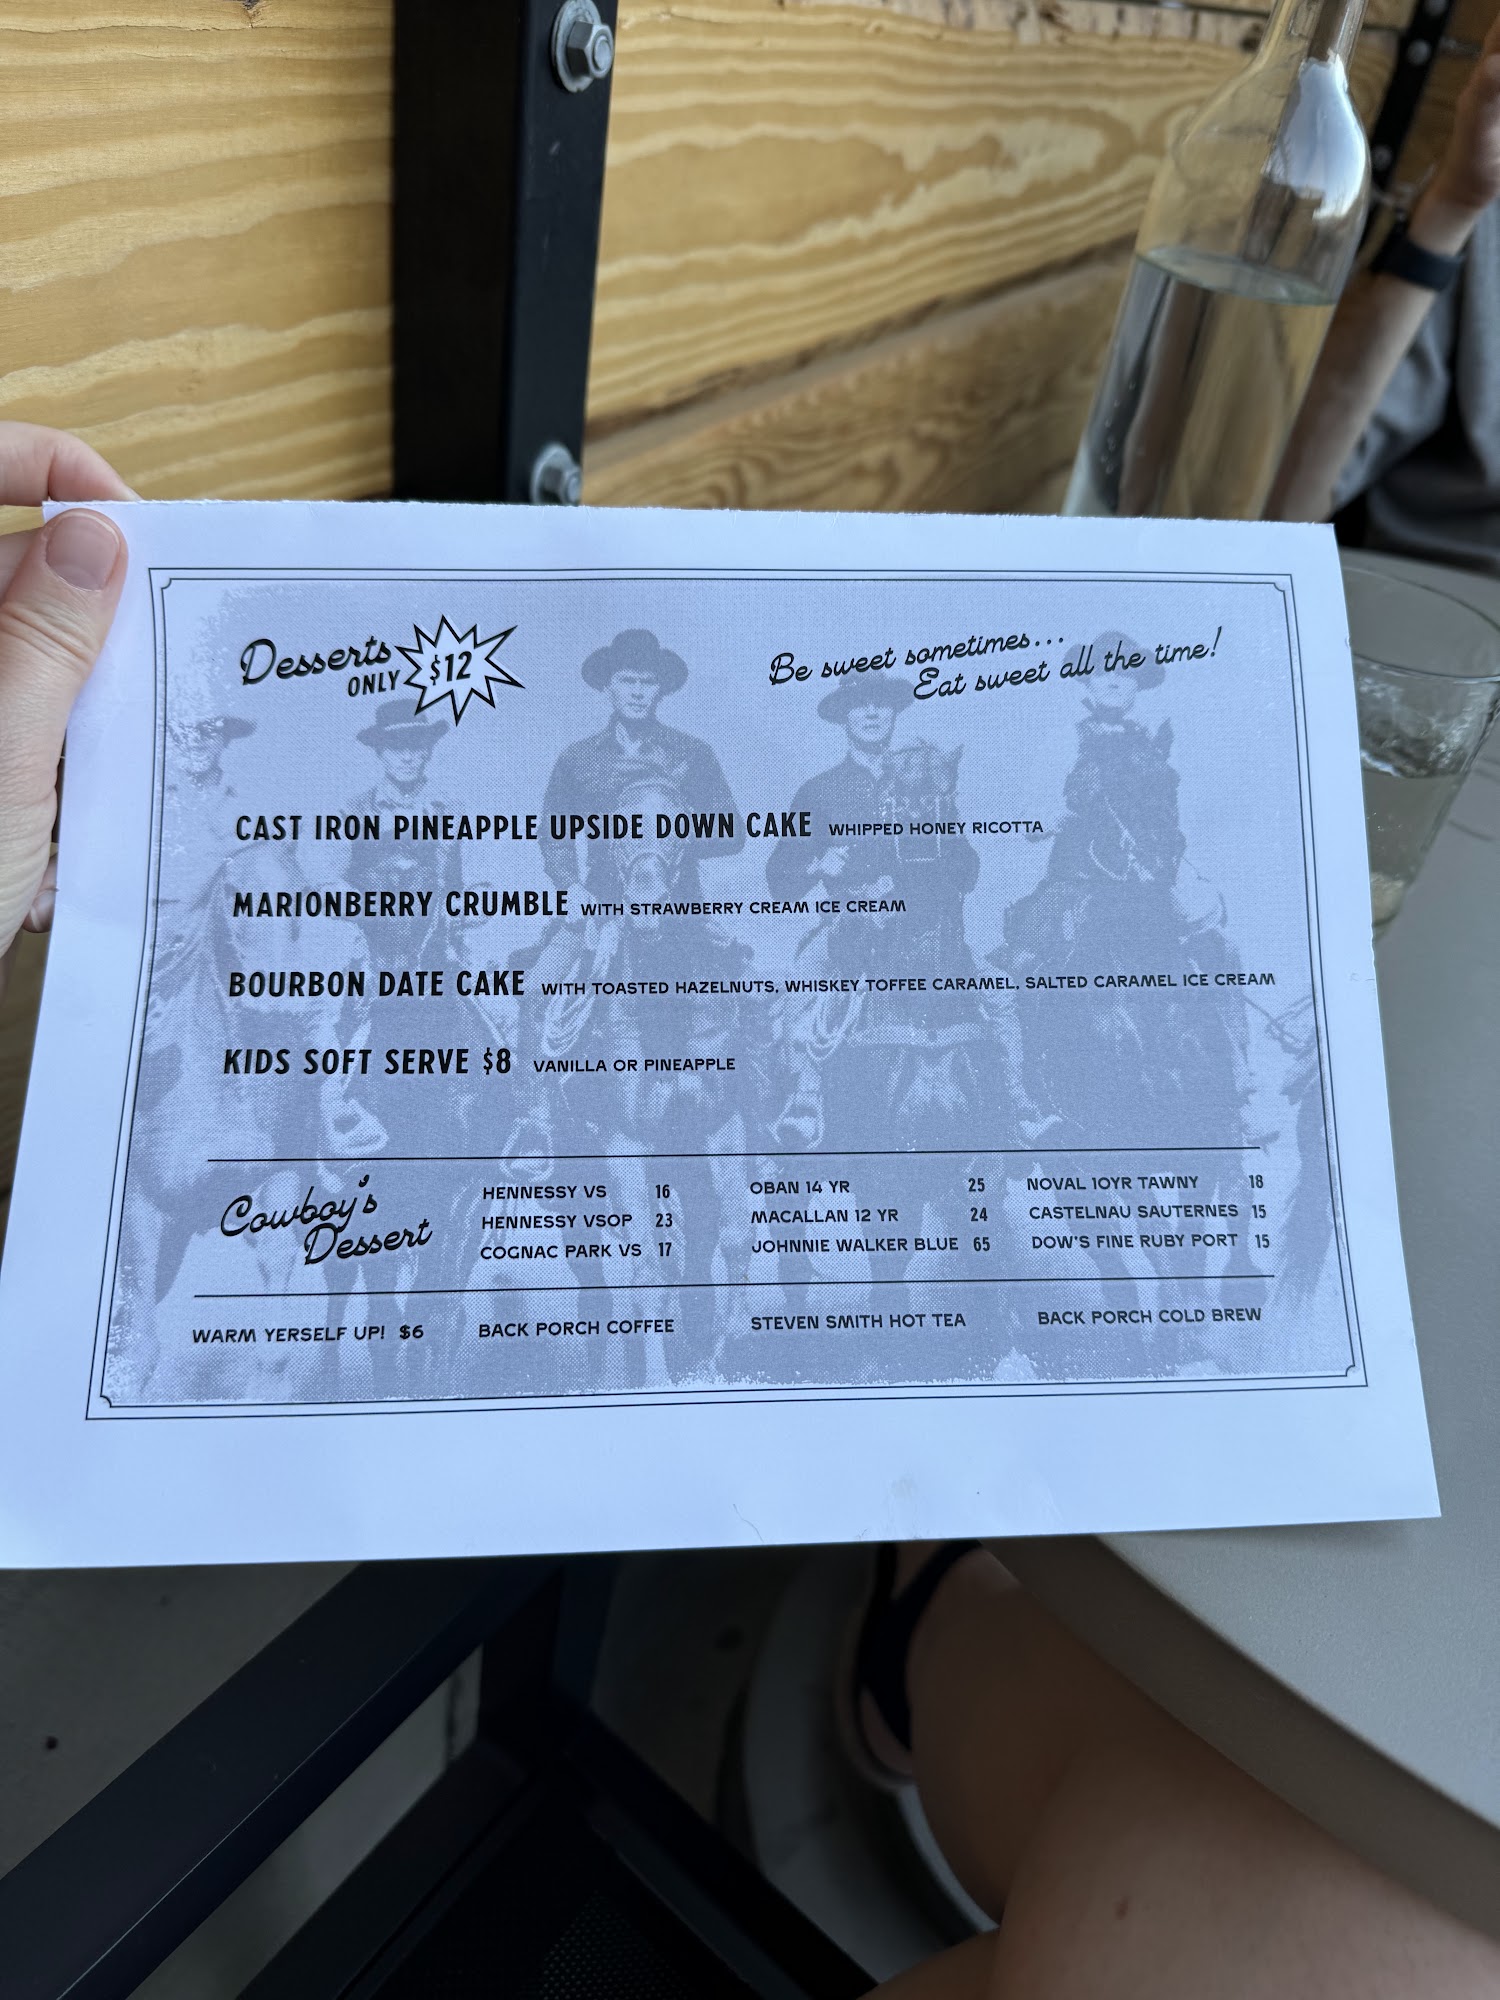 Desserts
ONLY $12
Be sweet sometimes...
Eat sweet all the time!
CAST IRON PINEAPPLE UPSIDE DOWN CAKE WHIPPED HONEY RICOTTA
MARIONBERRY CRUMBLE WITH STRAWBERRY CREAM ICE CREAM
BOURBON DATE CAKE WITH TOASTED HAZELNUTS, WHISKEY TOFFEE CARAMEL, SALTED CARAMEL ICE CREAM
KIDS SOFT SERVE $8 VANILLA OR PINEAPPLE
Cowboy's
Dessert
HENNESSY VS 16
HENNESSY VSOP 23
COGNAC PARK VS 17
OBAN 14 YR 25
MACALLAN 12 YR 24
JOHNNIE WALKER BLUE 65
NOVAL 10YR TAWNY 18
CASTELNAU SAUTERNES 15
DOW'S FINE RUBY PORT 15
WARM YERSELF UP! $6 BACK PORCH COFFEE STEVEN SMITH HOT TEA BACK PORCH COLD BREW